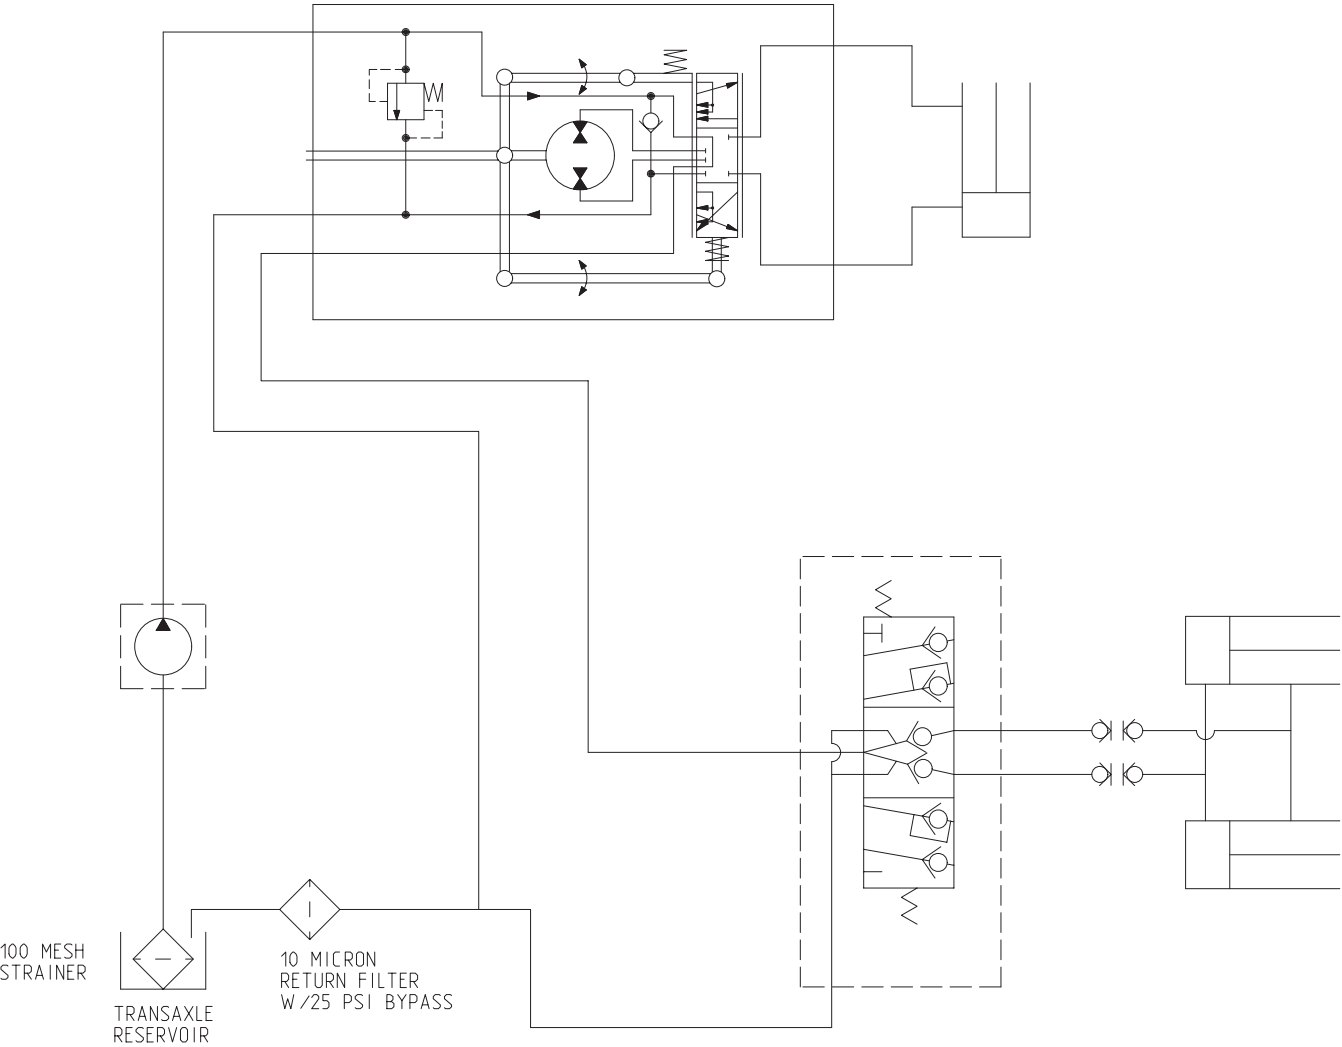 100 MESH
STRAINER
TRANSAXLE
RESERVOIR
10 MICRON
RETURN FILTER
W/25 PSI BYPASS